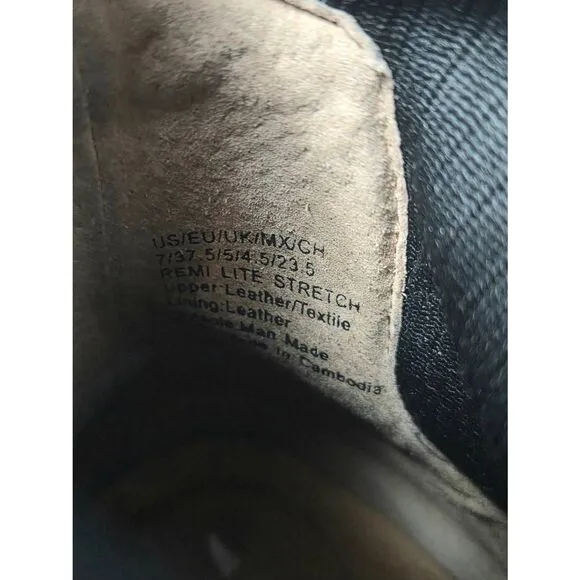 US/EU/UK/MX/CH
7/37.5/5/4.5/23.5
REMI LITE STRETCH
Upper:Leather/Textile
Lining:Leather
Man Made
in Cambodia